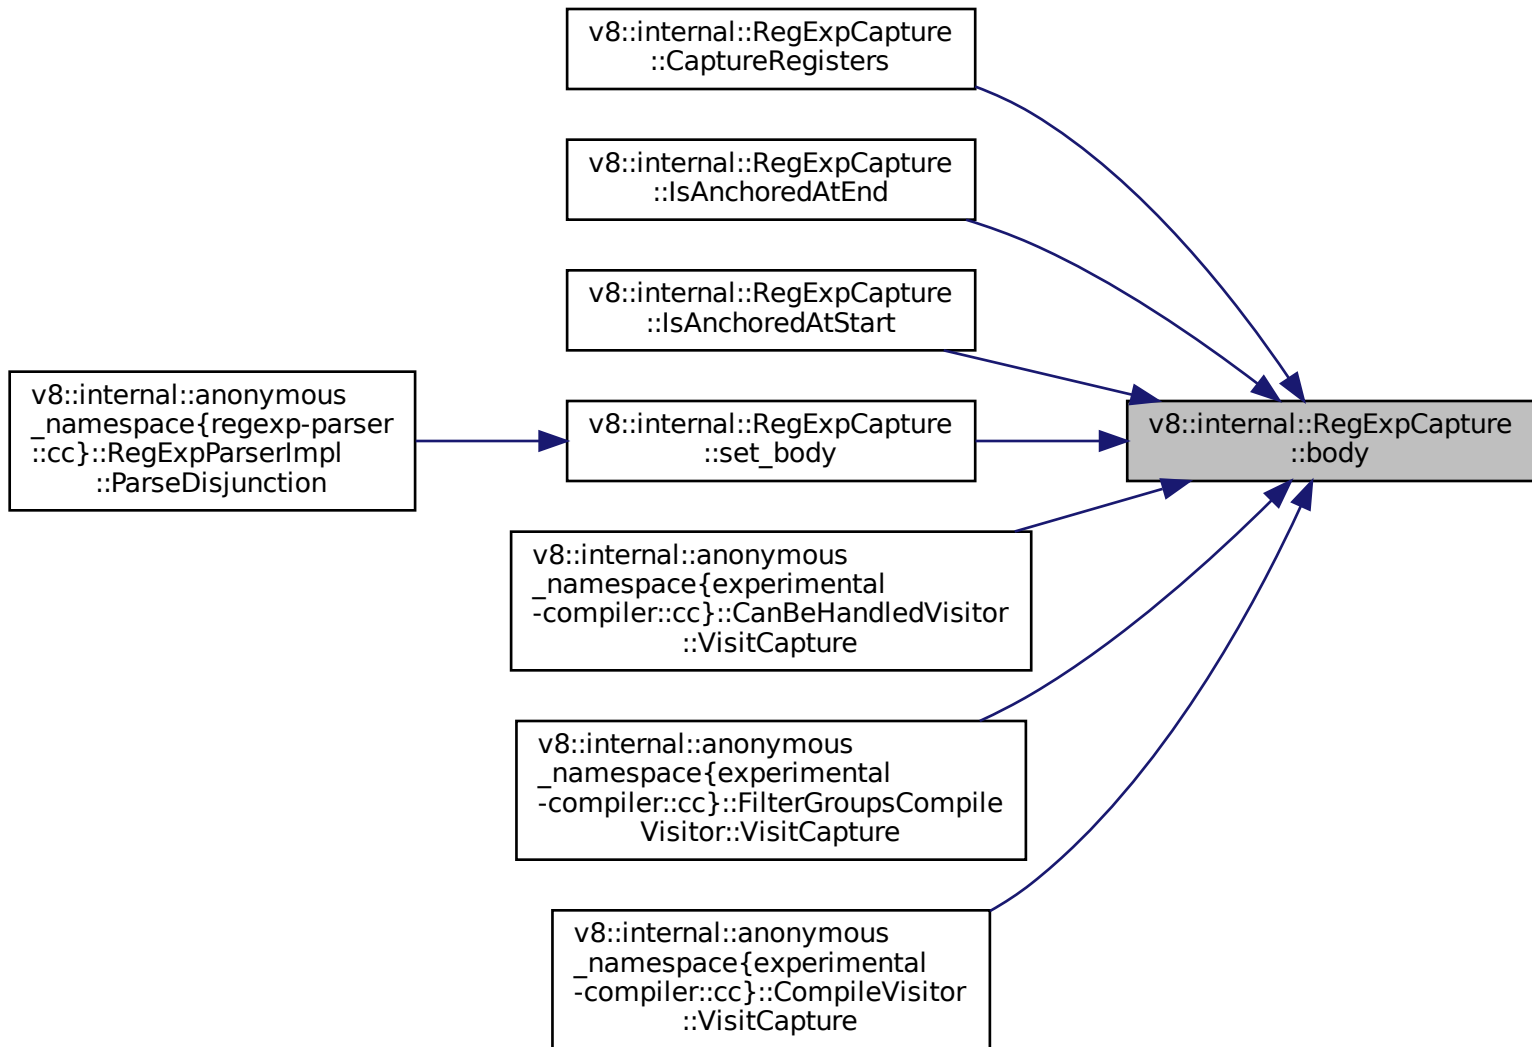 v8::internal::RegExpCapture
::CaptureRegisters
v8::internal::RegExpCapture
::IsAnchoredAtEnd
v8::internal::RegExpCapture
::IsAnchoredAtStart
v8::internal::anonymous
_namespace{regexp-parser
::cc}::RegExpParserImpl
::ParseDisjunction
v8::internal::RegExpCapture
::set_body
v8::internal::RegExpCapture
::body
v8::internal::anonymous
_namespace{experimental
-compiler::cc}::CanBeHandledVisitor
::VisitCapture
v8::internal::anonymous
_namespace{experimental
-compiler::cc}::FilterGroupsCompile
Visitor::VisitCapture
v8::internal::anonymous
_namespace{experimental
-compiler::cc}::CompileVisitor
::VisitCapture